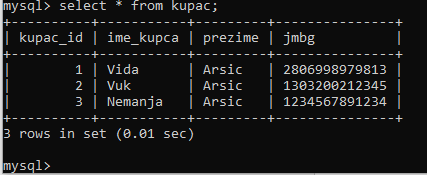 mysql> select * from kupac;
+----------+-----------+---------+---------------+
| kupac_id | ime_kupca | prezime | jmbg          |
+----------+-----------+---------+---------------+
|        1 | Vida      | Arsic   | 2806998979813 |
|        2 | Vuk       | Arsic   | 1303200212345 |
|        3 | Nemanja   | Arsic   | 1234567891234 |
+----------+-----------+---------+---------------+
3 rows in set (0.01 sec)
mysql>